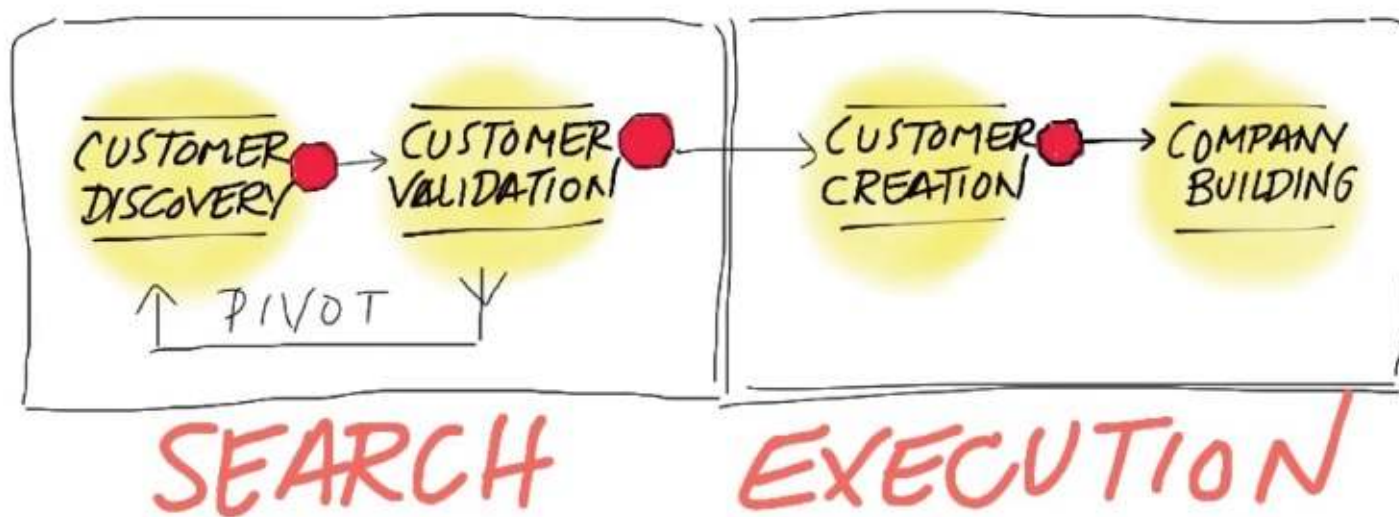 CUSTOMER
DISCOVERY
CUSTOMER
VALIDATION
CUSTOMER
CREATION
COMPANY
BUILDING
PIVOT
SEARCH
EXECUTION